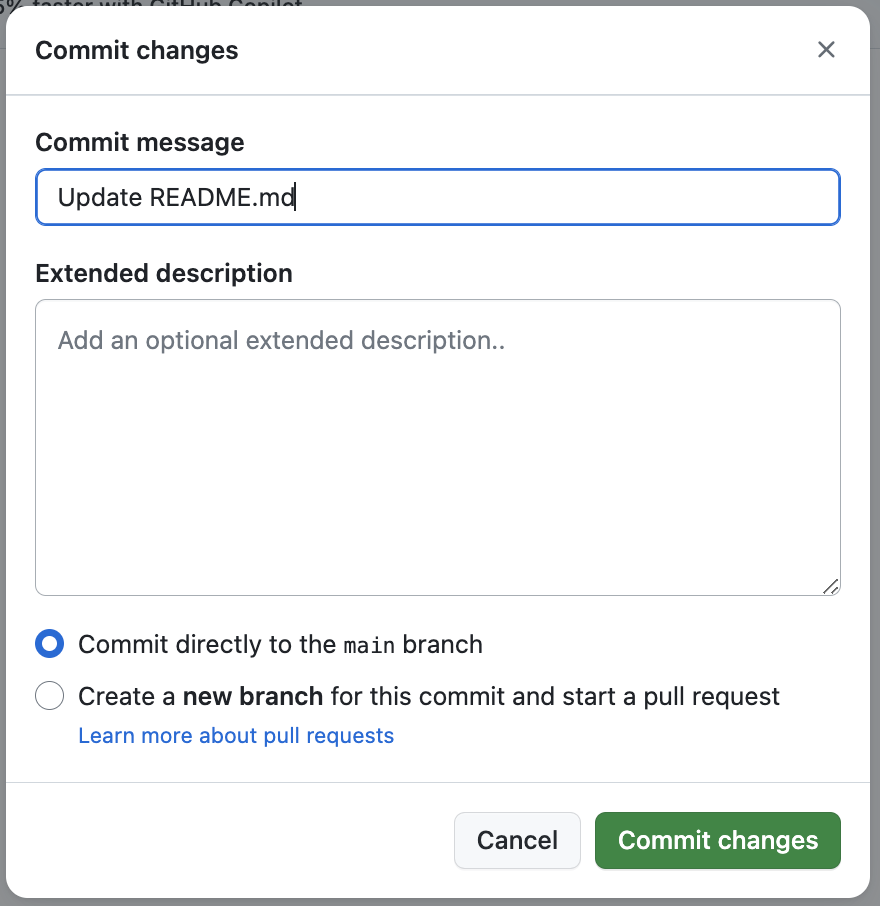 faster with GitHub Copilot
Commit changes
Commit message
Update README.md
Extended description
Add an optional extended description..
Commit directly to the main branch
Create a new branch for this commit and start a pull request
Learn more about pull requests
Cancel
Commit changes